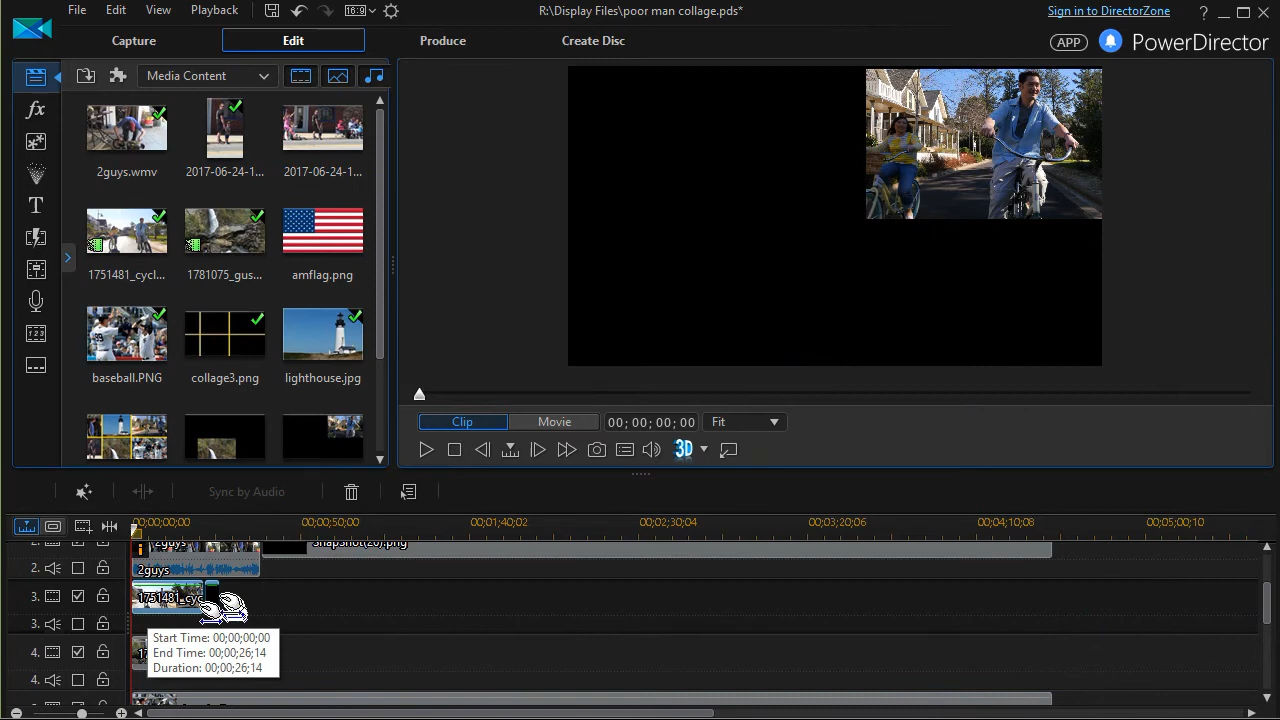 File Edit View Playback 16:9 R:\Display Files\poor man collage.pds* Sign in to DirectorZone ?
Capture Edit Produce Create Disc APP PowerDirector
Media Content
fx
T
2guys.wmv 2017-06-24-1... 2017-06-24-1...
1751481_cycl... 1781075_gus... amflag.png
baseball.PNG collage3.png lighthouse.jpg
Clip Movie 00; 00; 00; 00 Fit
3D
Sync by Audio
00;00;00;00 00;00;50;00 00;01;40;02 00;02;30;04 00;03;20;06 00;04;10;08 00;05;00;10
2. 2guys SnapShot(20).png
2. 2guys
3. 1751481_cyc
3.
Start Time: 00;00;00;00
End Time: 00;00;26;14
Duration: 00;00;26;14
4.
4.